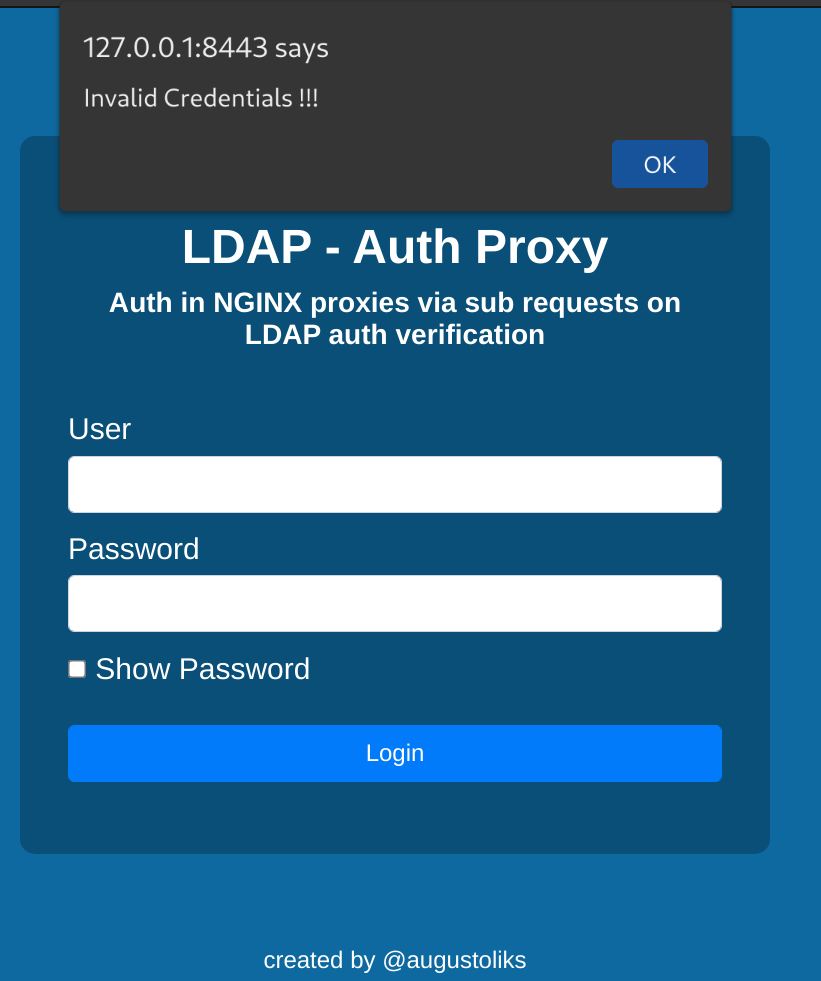 127.0.0.1:8443 says
Invalid Credentials !!!
OK
LDAP - Auth Proxy
Auth in NGINX proxies via sub requests on
LDAP auth verification
User
Password
Show Password
Login
created by @augustoliks